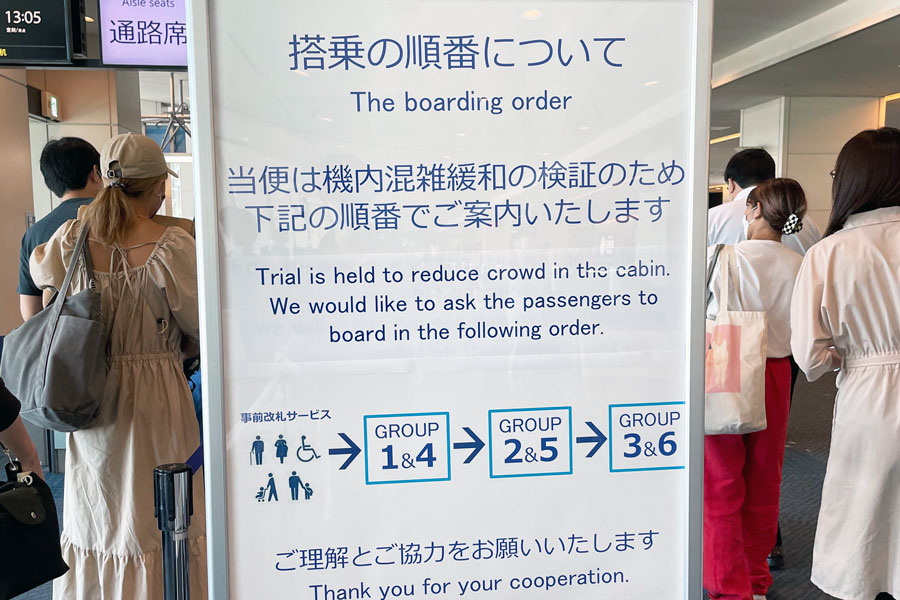 13:05
Aisle seats
通路席
搭乗の順番について
The boarding order
当便は機内混雑緩和の検証のため
下記の順番でご案内いたします
Trial is held to reduce crowd in the cabin.
We would like to ask the passengers to
board in the following order.
事前改札サービス
GROUP
1&4
GROUP
2&5
GROUP
3&6
ご理解とご協力をお願いいたします
Thank you for your cooperation.